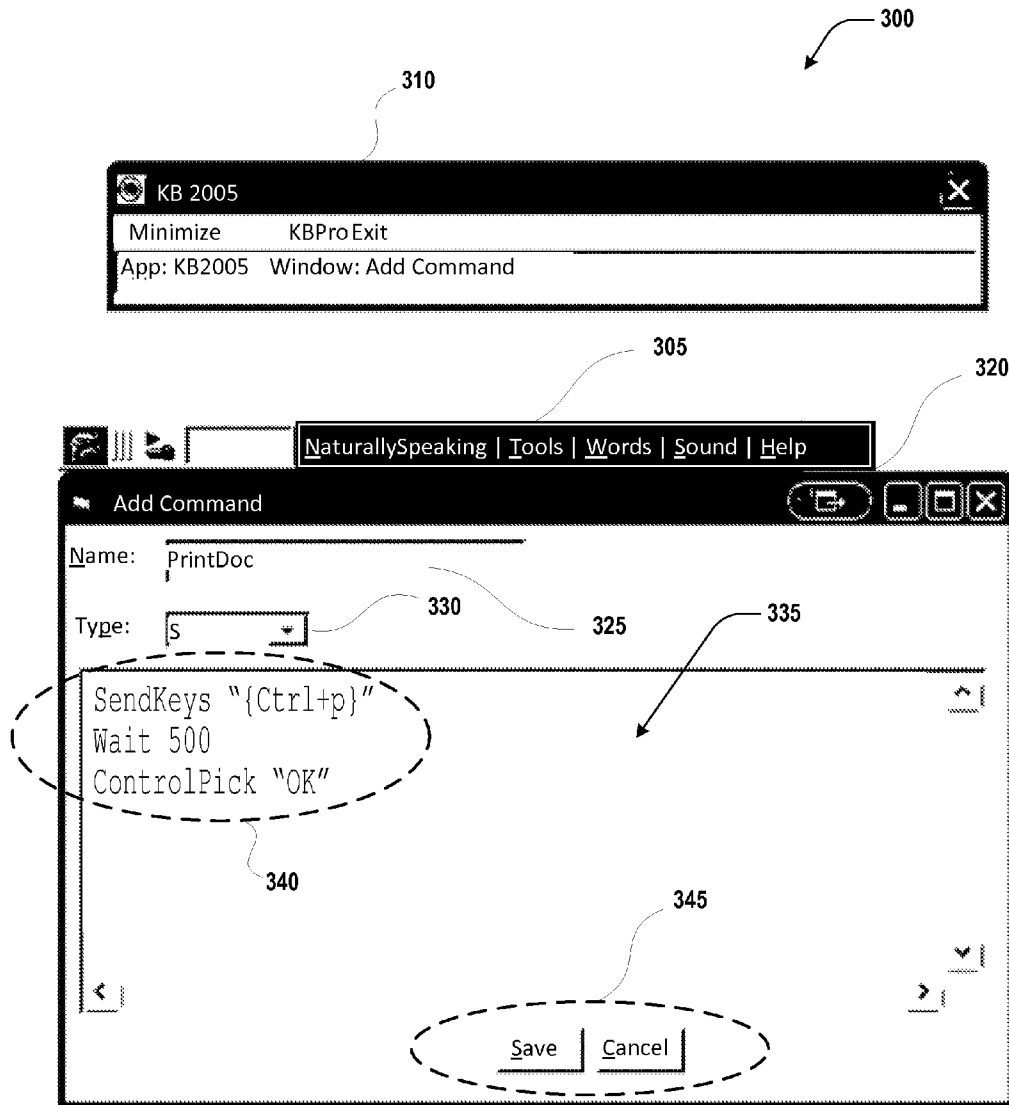 300
310
KB 2005
Minimize KBPro Exit
App: KB2005 Window: Add Command
305
320
NaturallySpeaking | Tools | Words | Sound | Help
Add Command
Name: PrintDoc
330
325
335
Type: S
SendKeys “{Ctrl+p}”
Wait 500
ControlPick “OK”
340
345
Save Cancel